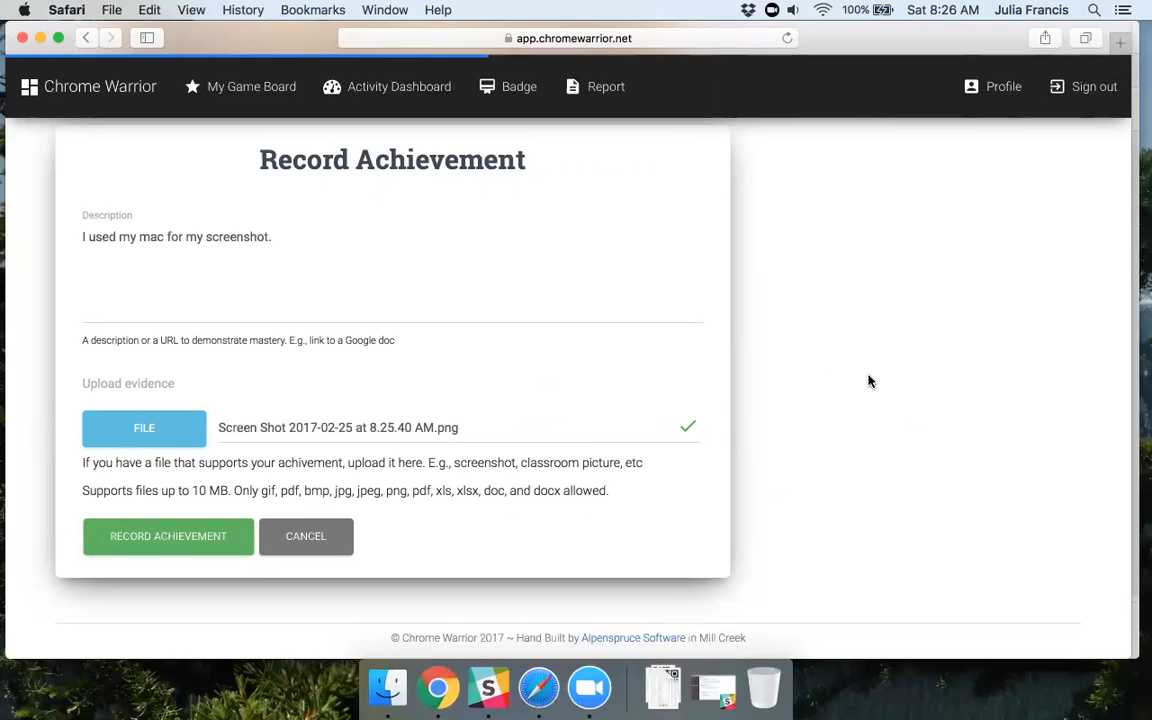 Safari File Edit View History Bookmarks Window Help 100% Sat 8:26 AM Julia Francis
app.chromewarrior.net
Chrome Warrior My Game Board Activity Dashboard Badge Report Profile Sign out
Record Achievement
Description
I used my mac for my screenshot.
A description or a URL to demonstrate mastery. E.g., link to a Google doc
Upload evidence
FILE Screen Shot 2017-02-25 at 8.25.40 AM.png
If you have a file that supports your achivement, upload it here. E.g., screenshot, classroom picture, etc
Supports files up to 10 MB. Only gif, pdf, bmp, jpg, jpeg, png, pdf, xls, xlsx, doc, and docx allowed.
RECORD ACHIEVEMENT CANCEL
© Chrome Warrior 2017 ~ Hand Built by Alpenspruce Software in Mill Creek